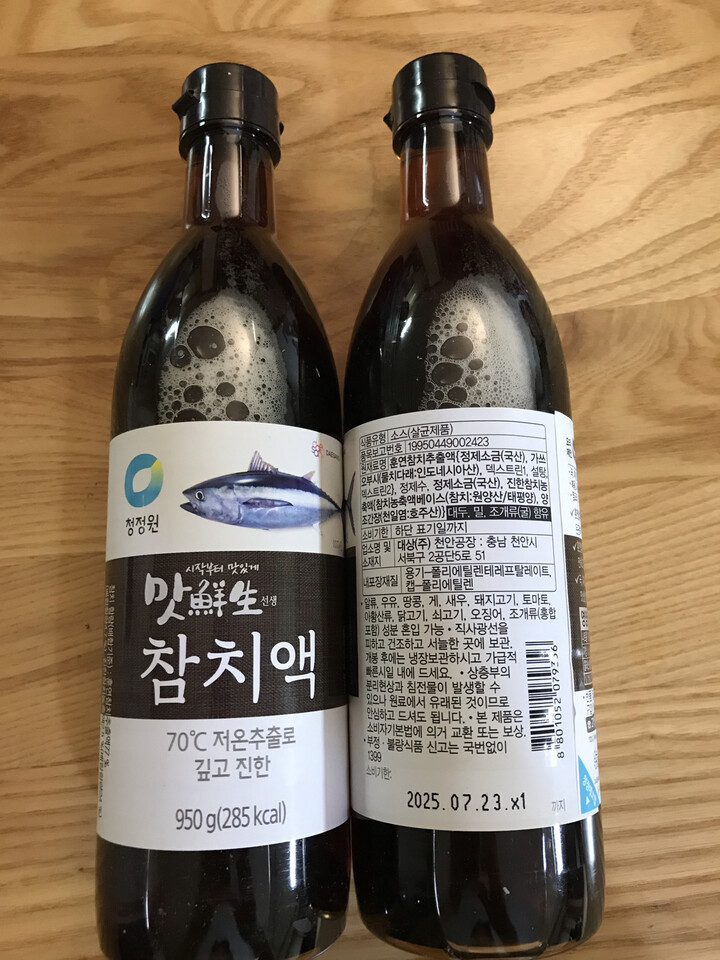 청정원
시작부터 맛있게
맛鮮生 선생
참치액
70℃ 저온추출로
깊고 진한
950 g(285 kcal)
식품유형 소스(살균제품)
품목보고번호 19950449002423
원재료명 훈연참치추출액{정제소금(국산), 가쓰
오부시(물치다래:인도네시아산), 덱스트린1, 설탕,
덱스트린2}, 정제수, 정제소금(국산), 진한참치농
축액{참치농축액베이스(참치:원양산/태평양), 양
조간장(천일염:호주산)} 대두, 밀, 조개류(굴) 함유
소비기한 하단 표기일까지
업소명 및 소재지 대상(주) 천안공장 : 충남 천안시
서북구 2공단5로 51
내포장재질 용기–폴리에틸렌테레프탈레이트,
캡–폴리에틸렌
• 알류, 우유, 땅콩, 게, 새우, 돼지고기, 토마토,
아황산류, 닭고기, 쇠고기, 오징어, 조개류(홍합
포함) 성분 혼입 가능 • 직사광선을
피하고 건조하고 서늘한 곳에 보관.
개봉 후에는 냉장보관하시고 가급적
빠른시일 내에 드세요. • 상층부의
분리현상과 침전물이 발생할 수
있으나 원료에서 유래된 것이므로
안심하고 드셔도 됩니다. • 본 제품은
소비자기본법에 의거 교환 또는 보상.
• 부정 · 불량식품 신고는 국번없이
1399
소비기한:
2025.07.23.x1 까지
8 801052 079356